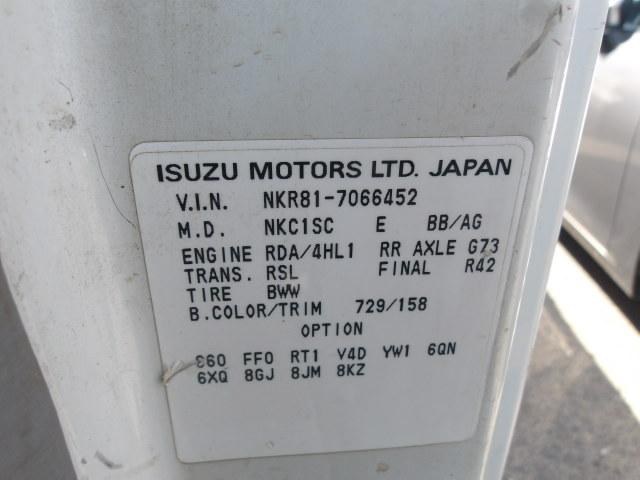 ISUZU MOTORS LTD. JAPAN
V.I.N. NKR81-7066452
M.D. NKC1SC E BB/AG
ENGINE RDA/4HL1 RR AXLE G73
TRANS. RSL FINAL R42
TIRE BWW
B.COLOR/TRIM 729/158
OPTION
FF0 RT1 V4D YW1 6QN
6XQ 8GJ 8JM 8KZ